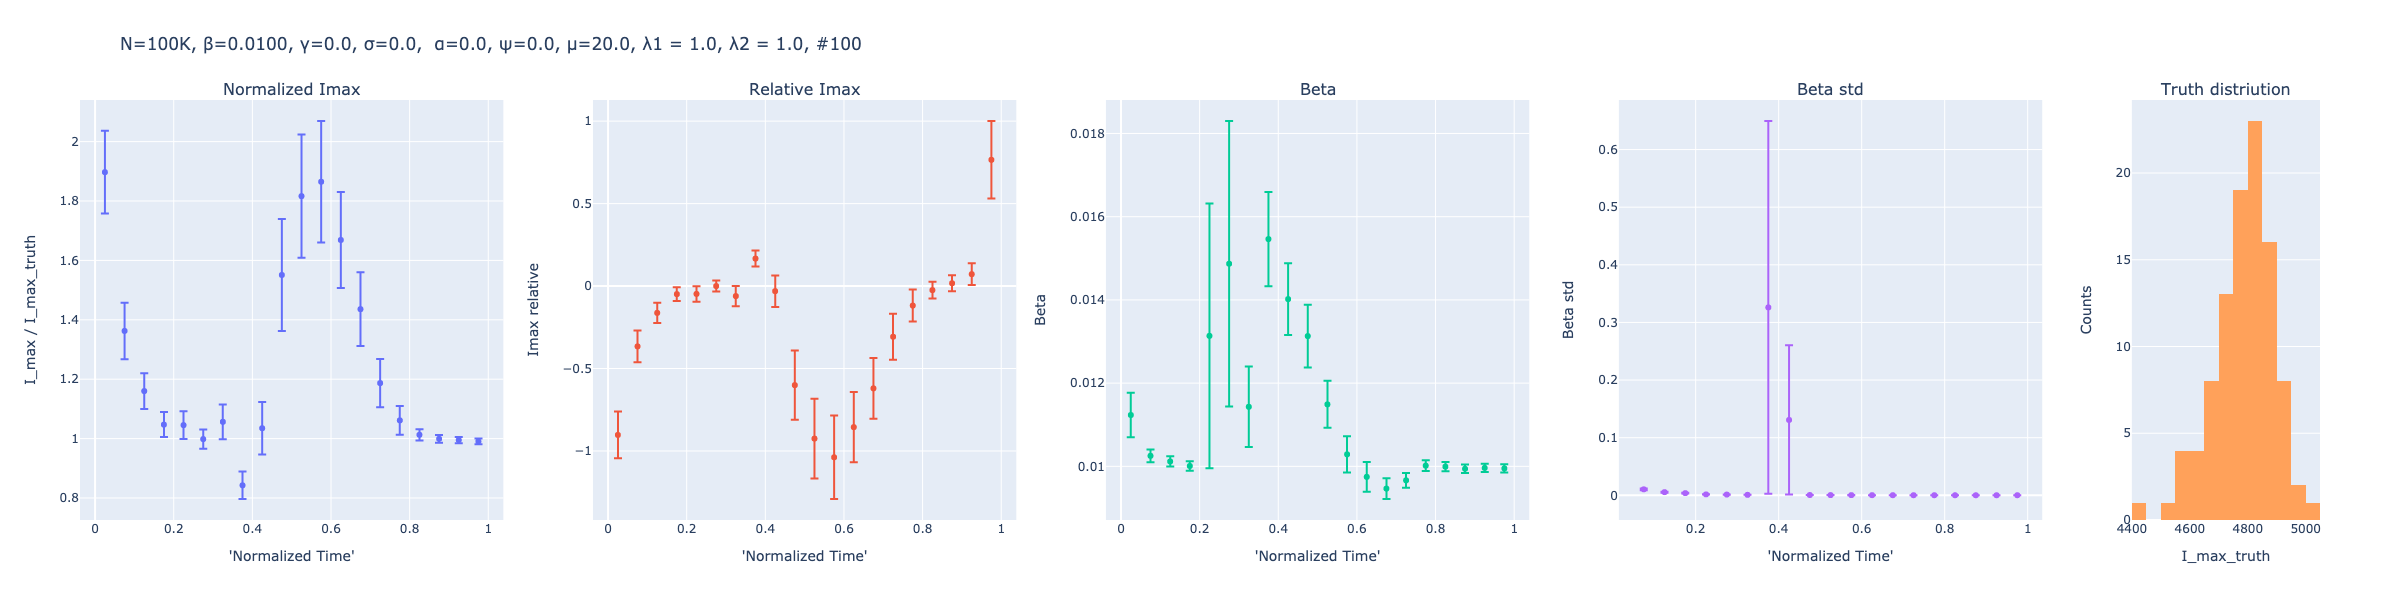 N=100K, β=0.0100, γ=0.0, σ=0.0, α=0.0, ψ=0.0, μ=20.0, λ1 = 1.0, λ2 = 1.0, #100
Normalized Imax
I_max / I_max_truth
2
1.8
1.6
1.4
1.2
1
0.8
0 0.2 0.4 0.6 0.8 1
'Normalized Time'
Relative Imax
Imax relative
1
0.5
0
−0.5
−1
0 0.2 0.4 0.6 0.8 1
'Normalized Time'
Beta
Beta
0.018
0.016
0.014
0.012
0.01
0 0.2 0.4 0.6 0.8 1
'Normalized Time'
Beta std
Beta std
0.6
0.5
0.4
0.3
0.2
0.1
0
0.2 0.4 0.6 0.8 1
'Normalized Time'
Truth distriution
Counts
20
15
10
5
0
4400 4600 4800 5000
I_max_truth